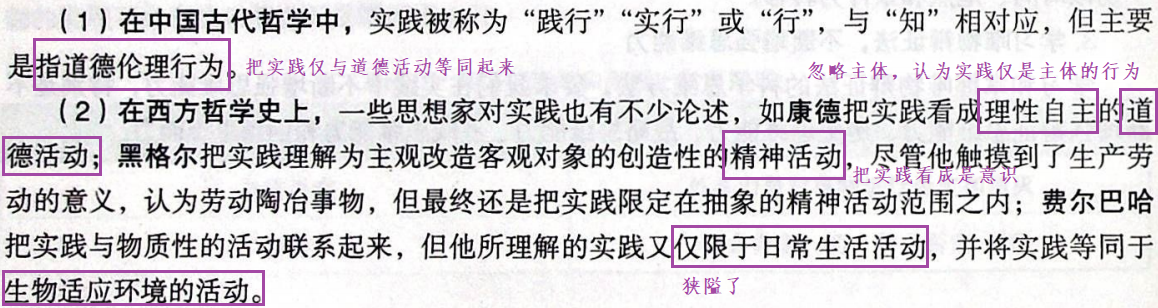 （1）在中国古代哲学中，实践被称为“践行”“实行”或“行”，与“知”相对应，但主要
是指道德伦理行为。把实践仅与道德活动等同起来
忽略主体，认为实践仅是主体的行为
（2）在西方哲学史上，一些思想家对实践也有不少论述，如康德把实践看成理性自主的道
德活动；黑格尔把实践理解为主观改造客观对象的创造性的精神活动，尽管他触摸到了生产劳
把实践看成是意识
动的意义，认为劳动陶冶事物，但最终还是把实践限定在抽象的精神活动范围之内；费尔巴哈
把实践与物质性的活动联系起来，但他所理解的实践又仅限于日常生活活动，并将实践等同于
生物适应环境的活动。
狭隘了